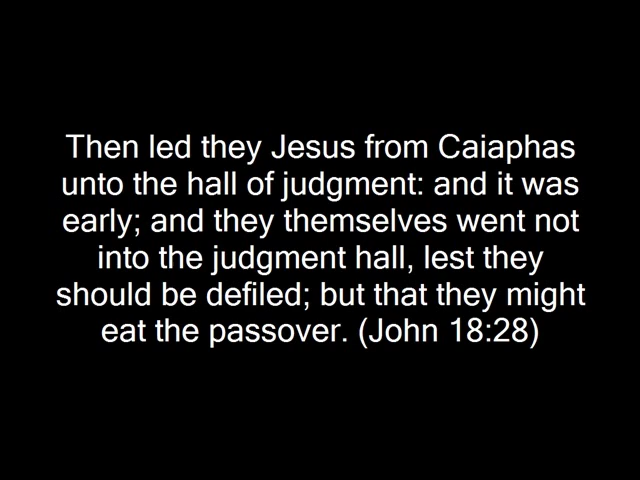 Then led they Jesus from Caiaphas
unto the hall of judgment: and it was
early; and they themselves went not
into the judgment hall, lest they
should be defiled; but that they might
eat the passover. (John 18:28)